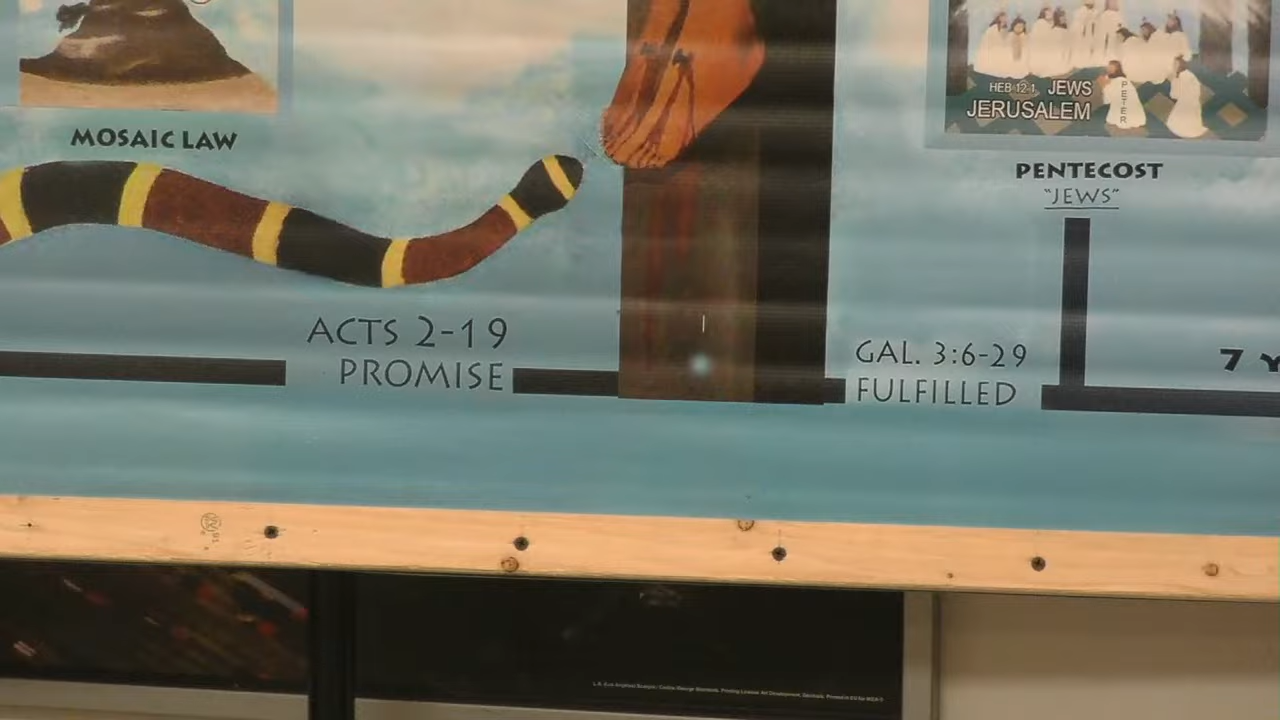 MOSAIC LAW
ACTS 2-19
PROMISE
GAL. 3:6-29
FULFILLED
HEB 12:1 JEWS
JERUSALEM
PETER
PENTECOST
"JEWS"
7 Y